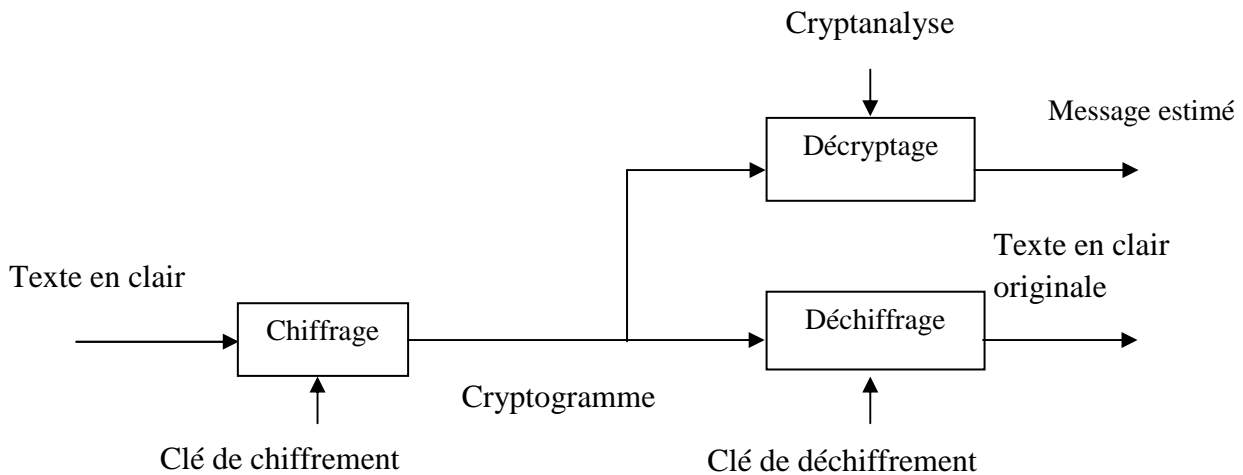 Cryptanalyse
Message estimé
Décryptage
Texte en clair
originale
Texte en clair
Chiffrage
Déchiffrage
Cryptogramme
Clé de chiffrement
Clé de déchiffrement